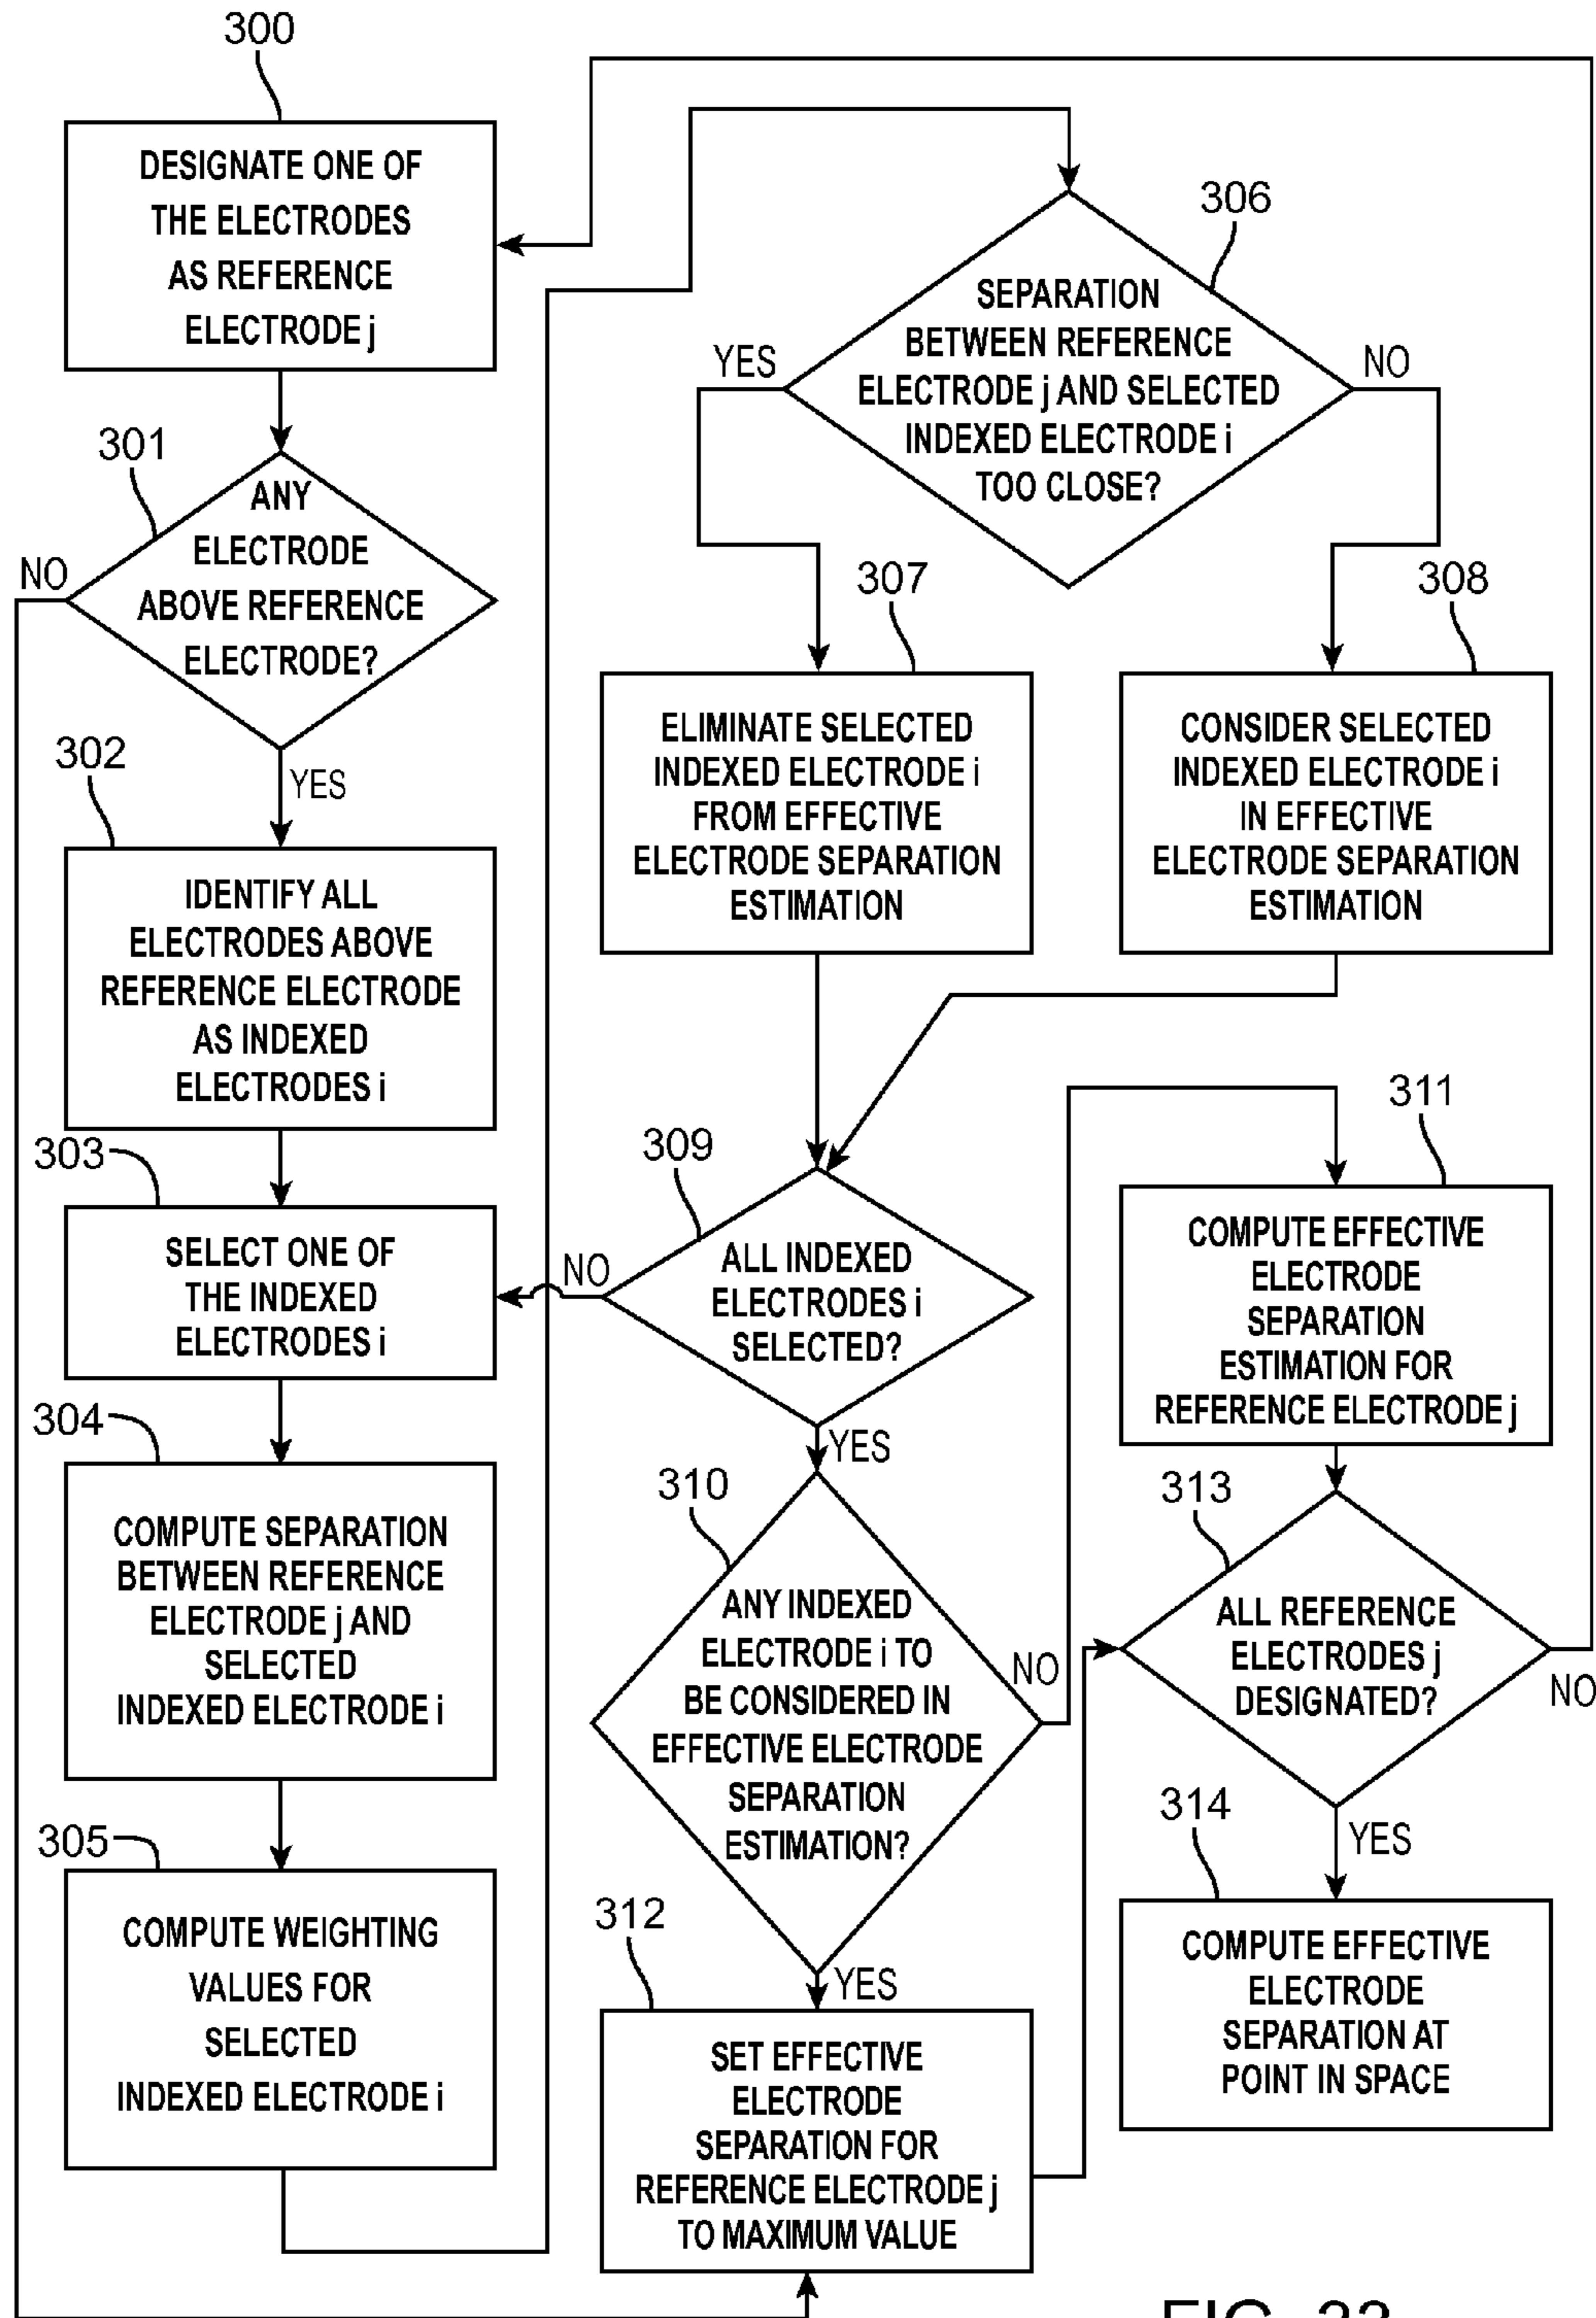 300
DESIGNATE ONE OF
THE ELECTRODES
AS REFERENCE
ELECTRODE j
301
ANY
ELECTRODE
ABOVE REFERENCE
ELECTRODE?
NO
YES
302
IDENTIFY ALL
ELECTRODES ABOVE
REFERENCE ELECTRODE
AS INDEXED
ELECTRODES i
303
SELECT ONE OF
THE INDEXED
ELECTRODES i
304
COMPUTE SEPARATION
BETWEEN REFERENCE
ELECTRODE j AND
SELECTED
INDEXED ELECTRODE i
305
COMPUTE WEIGHTING
VALUES FOR
SELECTED
INDEXED ELECTRODE i
306
SEPARATION
BETWEEN REFERENCE
ELECTRODE j AND SELECTED
INDEXED ELECTRODE i
TOO CLOSE?
YES
NO
307
ELIMINATE SELECTED
INDEXED ELECTRODE i
FROM EFFECTIVE
ELECTRODE SEPARATION
ESTIMATION
308
CONSIDER SELECTED
INDEXED ELECTRODE i
IN EFFECTIVE
ELECTRODE SEPARATION
ESTIMATION
309
ALL INDEXED
ELECTRODES i
SELECTED?
NO
YES
310
ANY INDEXED
ELECTRODE i TO
BE CONSIDERED IN
EFFECTIVE ELECTRODE
SEPARATION
ESTIMATION?
NO
YES
311
COMPUTE EFFECTIVE
ELECTRODE
SEPARATION
ESTIMATION FOR
REFERENCE ELECTRODE j
312
SET EFFECTIVE
ELECTRODE
SEPARATION FOR
REFERENCE ELECTRODE j
TO MAXIMUM VALUE
313
ALL REFERENCE
ELECTRODES j
DESIGNATED?
NO
YES
314
COMPUTE EFFECTIVE
ELECTRODE
SEPARATION AT
POINT IN SPACE